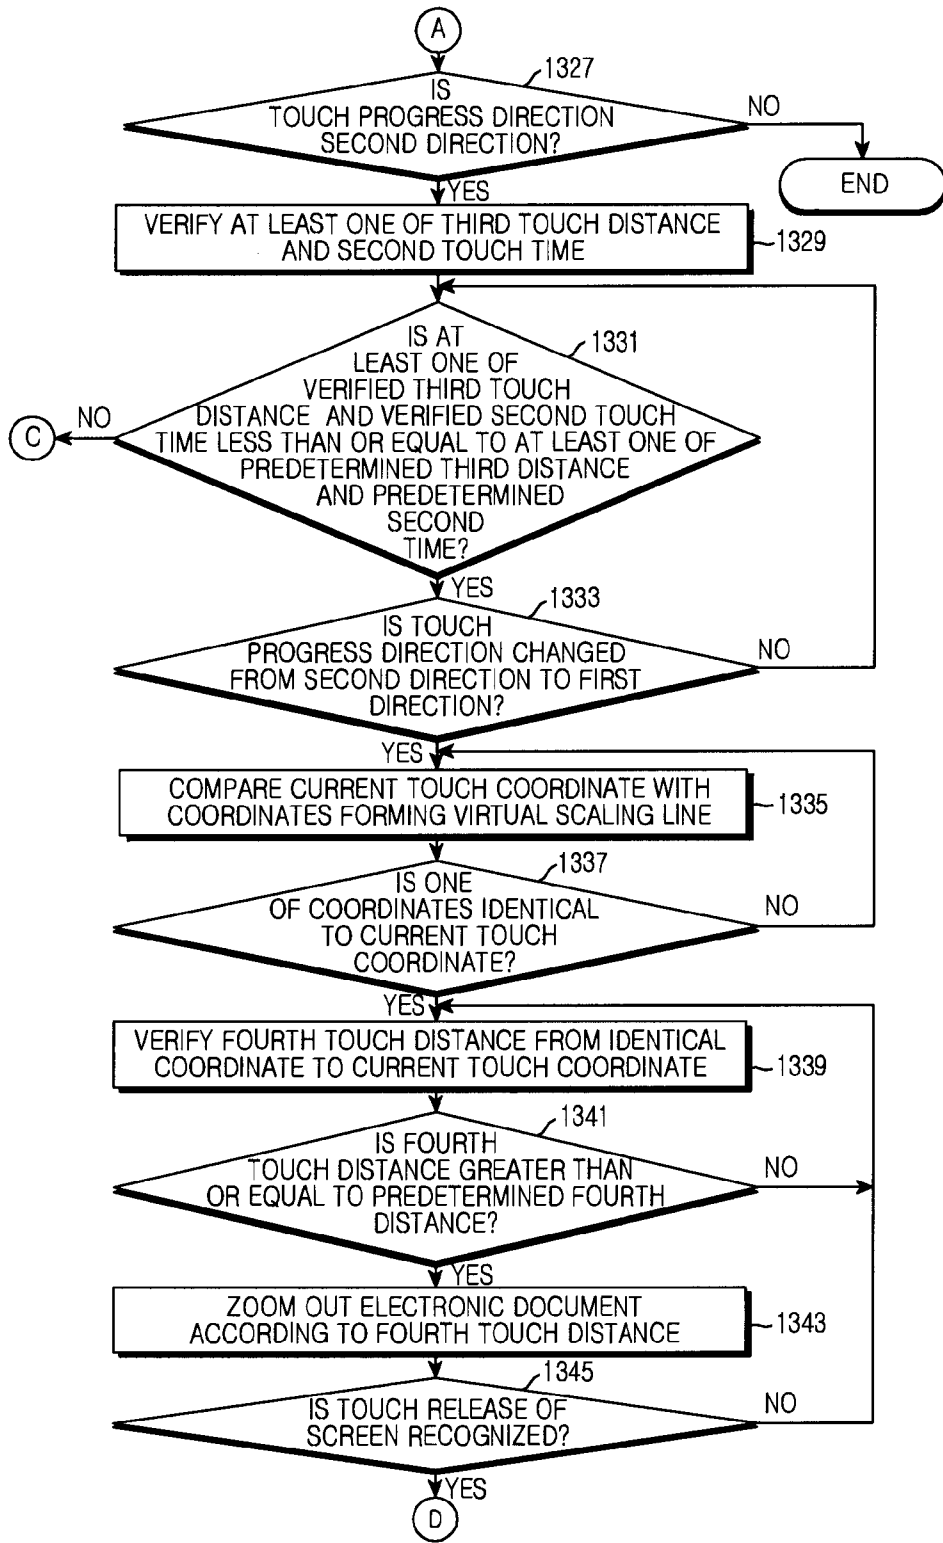 A
1327
IS
TOUCH PROGRESS DIRECTION
SECOND DIRECTION?
NO
END
YES
VERIFY AT LEAST ONE OF THIRD TOUCH DISTANCE
AND SECOND TOUCH TIME
1329
IS AT
LEAST ONE OF
VERIFIED THIRD TOUCH
DISTANCE AND VERIFIED SECOND TOUCH
TIME LESS THAN OR EQUAL TO AT LEAST ONE OF
PREDETERMINED THIRD DISTANCE
AND PREDETERMINED
SECOND
TIME?
1331
NO
C
YES
1333
IS TOUCH
PROGRESS DIRECTION CHANGED
FROM SECOND DIRECTION TO FIRST
DIRECTION?
NO
YES
COMPARE CURRENT TOUCH COORDINATE WITH
COORDINATES FORMING VIRTUAL SCALING LINE
1335
1337
IS ONE
OF COORDINATES IDENTICAL
TO CURRENT TOUCH
COORDINATE?
NO
YES
VERIFY FOURTH TOUCH DISTANCE FROM IDENTICAL
COORDINATE TO CURRENT TOUCH COORDINATE
1339
1341
IS FOURTH
TOUCH DISTANCE GREATER THAN
OR EQUAL TO PREDETERMINED FOURTH
DISTANCE?
NO
YES
ZOOM OUT ELECTRONIC DOCUMENT
ACCORDING TO FOURTH TOUCH DISTANCE
1343
1345
IS TOUCH RELEASE OF
SCREEN RECOGNIZED?
NO
YES
D